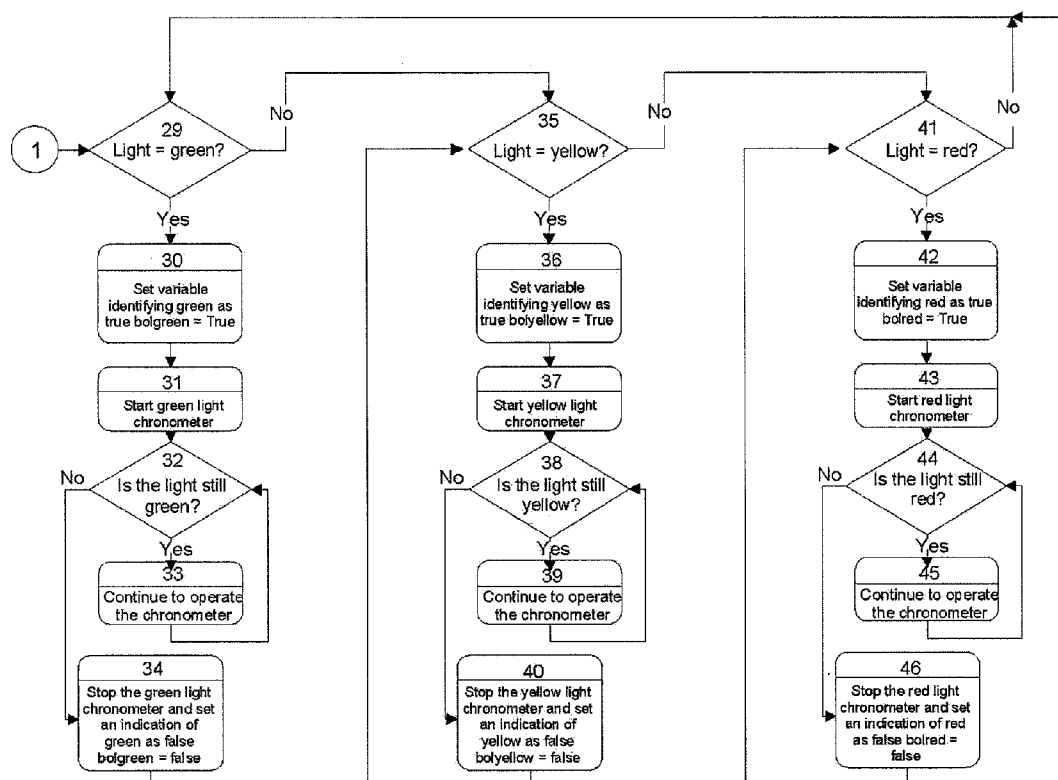 1
29
Light = green?
No
Yes
30
Set variable
identifying green as
true bolgreen = True
31
Start green light
chronometer
32
Is the light still
green?
No
Yes
33
Continue to operate
the chronometer
34
Stop the green light
chronometer and set
an indication of
green as false
bolgreen = false
35
Light = yellow?
No
Yes
36
Set variable
identifying yellow as
true bolyellow = True
37
Start yellow light
chronometer
38
Is the light still
yellow?
No
Yes
39
Continue to operate
the chronometer
40
Stop the yellow light
chronometer and set
an indication of
yellow as false
bolyellow = false
41
Light = red?
No
Yes
42
Set variable
identifying red as true
bolred = True
43
Start red light
chronometer
44
Is the light still
red?
No
Yes
45
Continue to operate
the chronometer
46
Stop the red light
chronometer and set
an indication of red
as false bolred =
false